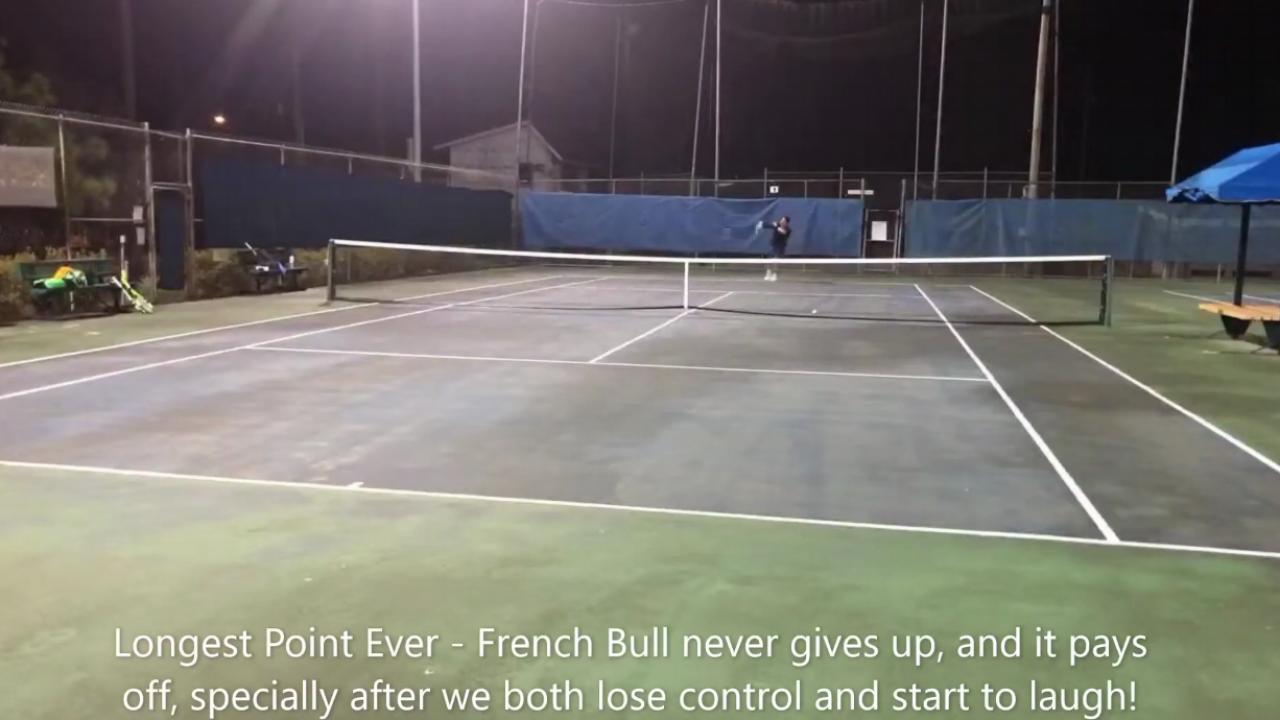 Longest Point Ever - French Bull never gives up, and it pays
off, specially after we both lose control and start to laugh!